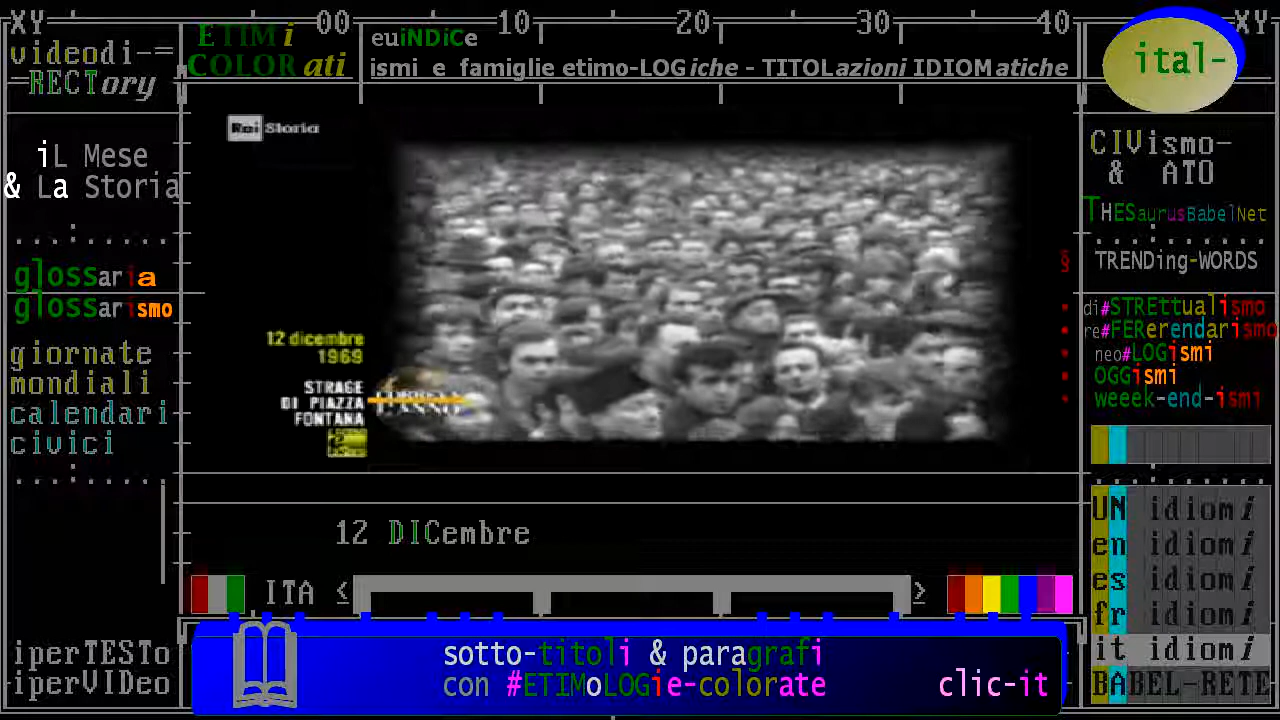 XY 00 10 20 30 40 XY
videodi-=
=RECTory
ETIMi
COLORati
euiNDiCe
ismi e famiglie etimo-LOGiche - TITOLazioni IDIOMatiche
ital-
iL Mese
& La Storia
...:.....
glossaria
glossarismo
giornate
mondiali
calendari
civici
...:.....
iperTESTo
-iperVIDeo
Rai Storia
12 dicembre
1969
STRAGE
DI PIAZZA
FONTANA
12 DICembre
ITA < >
sotto-titoli & paragrafi
con #ETIMoLOGie-colorate
clic-it
CIVismo-
& ATO
THESaurusBabelNet
...:.....
§ TRENDing-WORDS
di#STREttualismo
re#FERerendarismo
neo#LOGismi
OGGismi
weeek-end-ismi
...:.....
UN idiomi
en idiomi
es idiomi
fr idiomi
it idiomi
BABEL-RETE